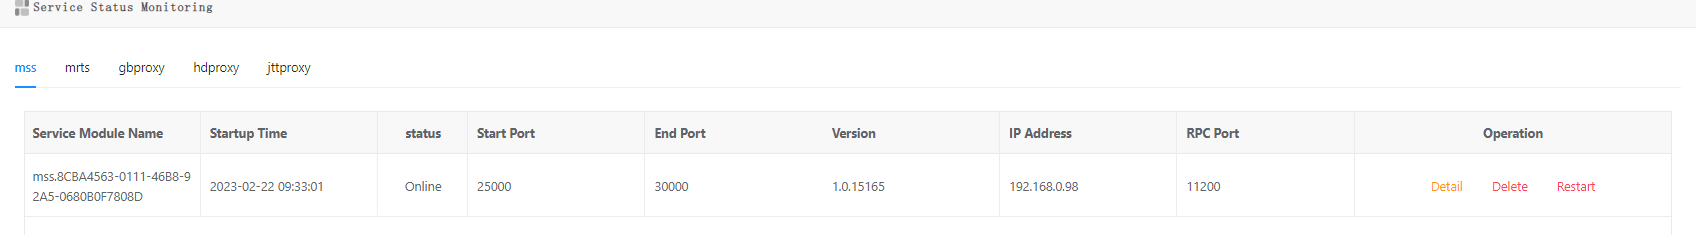 Service Status Monitoring
mss mrts gbproxy hdproxy jttproxy
Service Module Name Startup Time status Start Port End Port Version IP Address RPC Port Operation
mss.8CBA4563-0111-46B8-9
2A5-0680B0F7808D 2023-02-22 09:33:01 Online 25000 30000 1.0.15165 192.168.0.98 11200 Detail Delete Restart